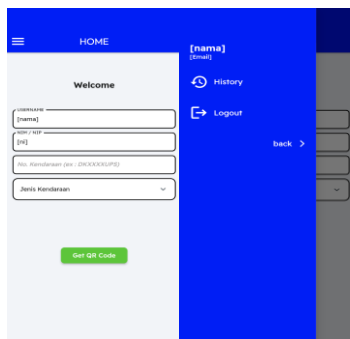 HOME
Welcome
USERNAME
[nama]
NIM / NIP
[ni]
No. Kendaraan (ex : DKXXXXUPS)
Jenis Kendaraan
Get QR Code
[nama]
[Email]
History
Logout
back >